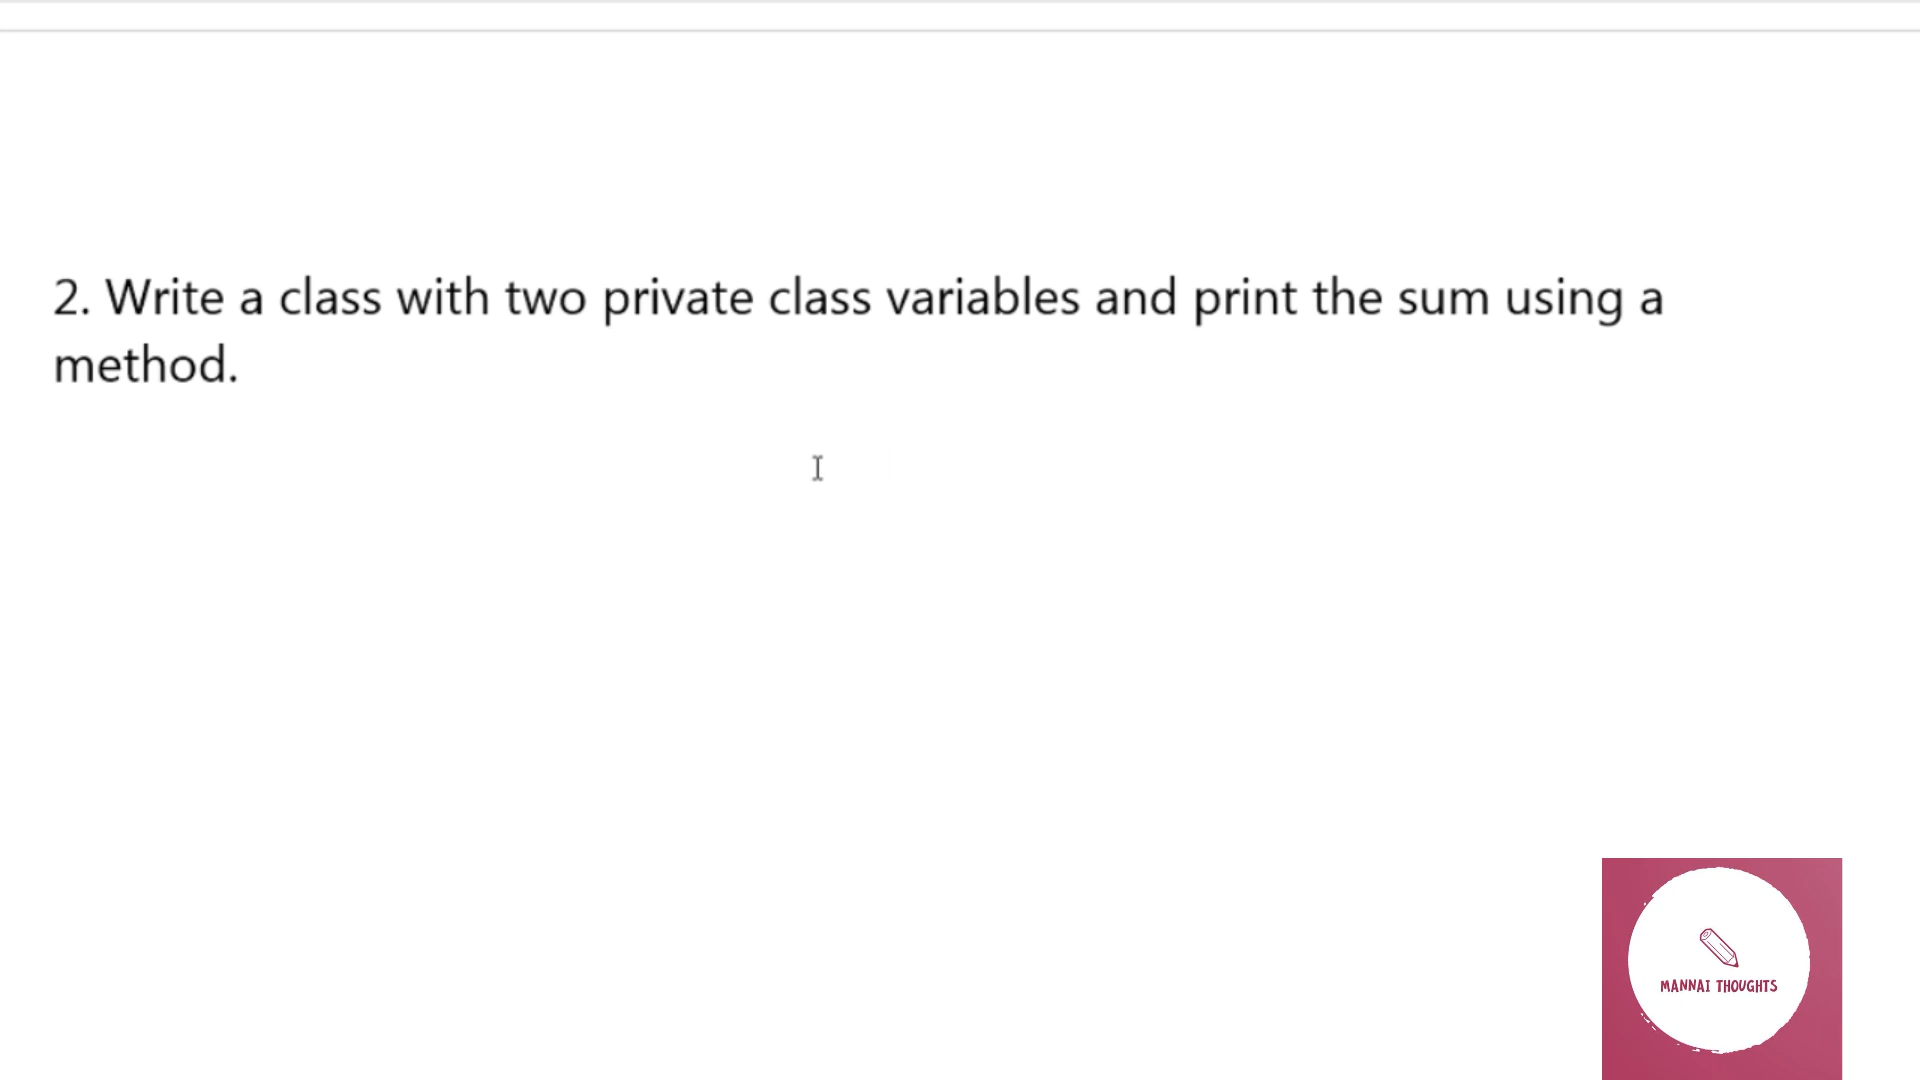 2. Write a class with two private class variables and print the sum using a
method.
MANNAI THOUGHTS